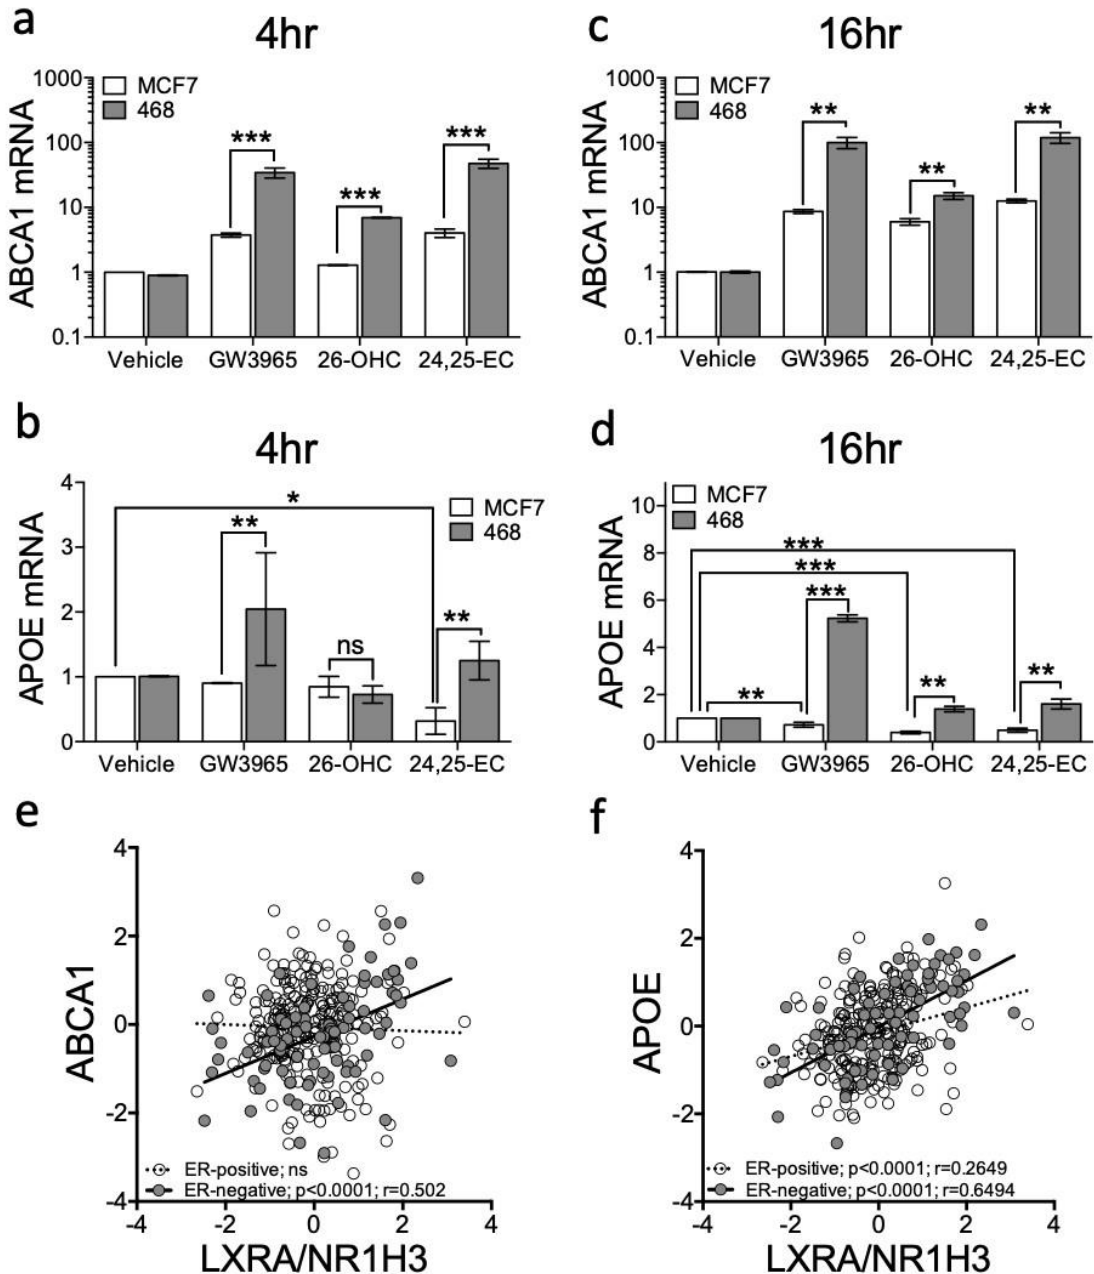 a
4hr
ABCA1 mRNA
1000
100
10
1
0.1
MCF7
468
***
***
***
Vehicle GW3965 26-OHC 24,25-EC
c
16hr
ABCA1 mRNA
1000
100
10
1
0.1
MCF7
468
**
**
**
Vehicle GW3965 26-OHC 24,25-EC
b
4hr
APOE mRNA
4
3
2
1
0
MCF7
468
*
**
ns
**
Vehicle GW3965 26-OHC 24,25-EC
d
16hr
APOE mRNA
10
8
6
4
2
0
MCF7
468
***
***
***
**
**
**
Vehicle GW3965 26-OHC 24,25-EC
e
ABCA1
4
2
0
-2
-4
ER-positive; ns
ER-negative; p<0.0001; r=0.502
-4 -2 0 2 4
LXRA/NR1H3
f
APOE
4
2
0
-2
-4
ER-positive; p<0.0001; r=0.2649
ER-negative; p<0.0001; r=0.6494
-4 -2 0 2 4
LXRA/NR1H3